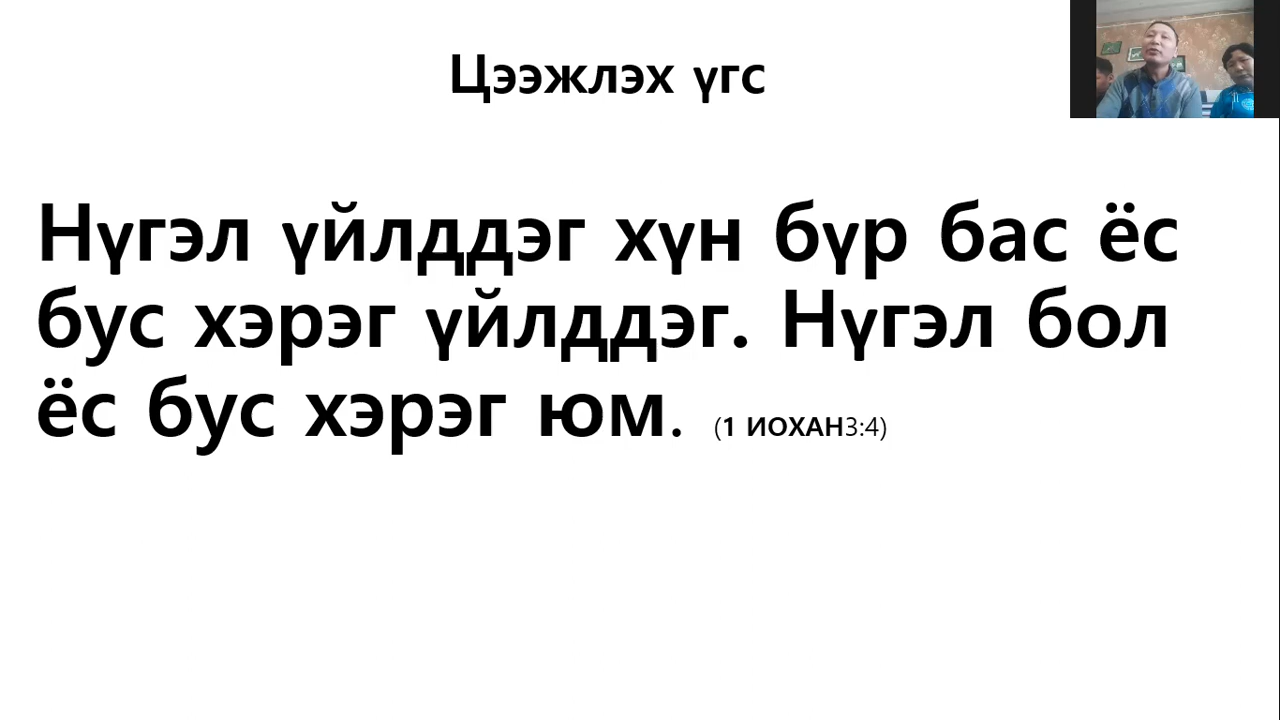 Цээжлэх үгс
Нүгэл үйлддэг хүн бүр бас ёс
бус хэрэг үйлддэг. Нүгэл бол
ёс бус хэрэг юм. (1 ИОХАН3:4)